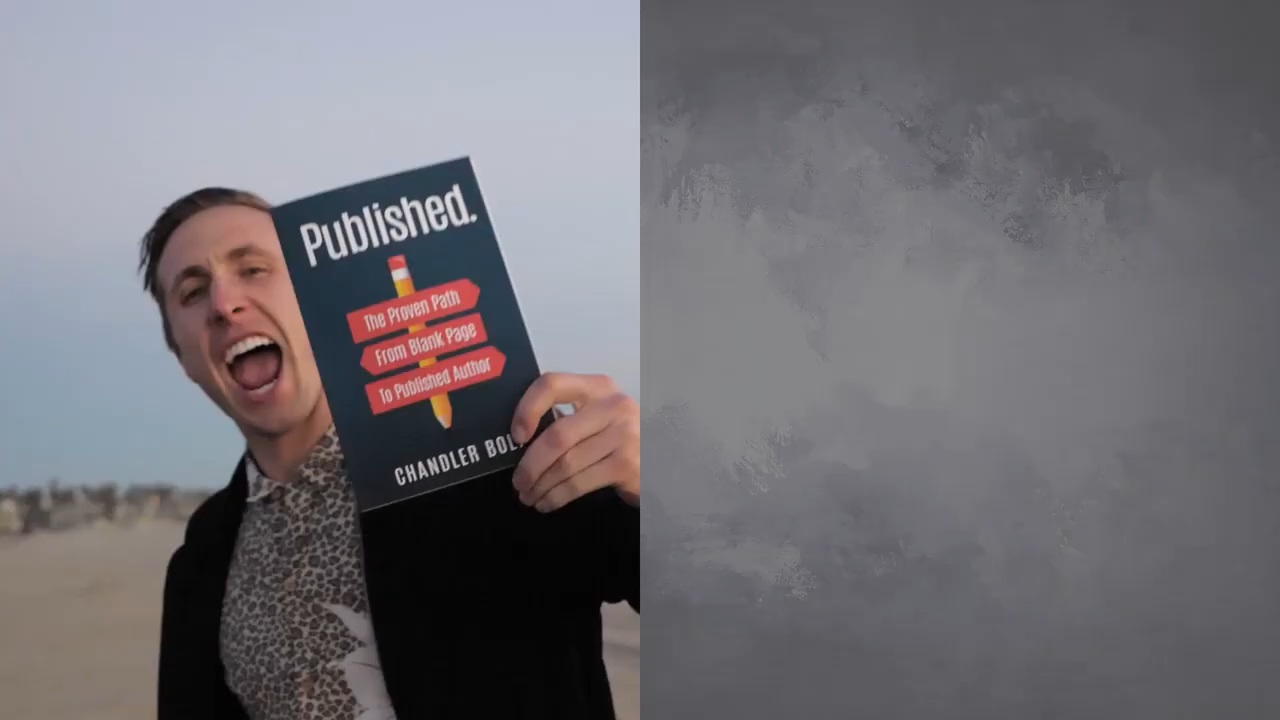 Published.
The Proven Path
From Blank Page
To Published Author
CHANDLER